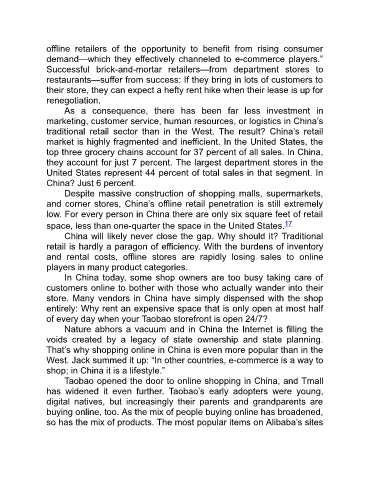 offline retailers of the opportunity to benefit from rising consumer
demand—which they effectively channeled to e-commerce players.”
Successful brick-and-mortar retailers—from department stores to
restaurants—suffer from success: If they bring in lots of customers to
their store, they can expect a hefty rent hike when their lease is up for
renegotiation.
As a consequence, there has been far less investment in
marketing, customer service, human resources, or logistics in China’s
traditional retail sector than in the West. The result? China’s retail
market is highly fragmented and inefficient. In the United States, the
top three grocery chains account for 37 percent of all sales. In China,
they account for just 7 percent. The largest department stores in the
United States represent 44 percent of total sales in that segment. In
China? Just 6 percent.
Despite massive construction of shopping malls, supermarkets,
and corner stores, China’s offline retail penetration is still extremely
low. For every person in China there are only six square feet of retail
space, less than one-quarter the space in the United States.17
China will likely never close the gap. Why should it? Traditional
retail is hardly a paragon of efficiency. With the burdens of inventory
and rental costs, offline stores are rapidly losing sales to online
players in many product categories.
In China today, some shop owners are too busy taking care of
customers online to bother with those who actually wander into their
store. Many vendors in China have simply dispensed with the shop
entirely: Why rent an expensive space that is only open at most half
of every day when your Taobao storefront is open 24/7?
Nature abhors a vacuum and in China the Internet is filling the
voids created by a legacy of state ownership and state planning.
That’s why shopping online in China is even more popular than in the
West. Jack summed it up: “In other countries, e-commerce is a way to
shop; in China it is a lifestyle.”
Taobao opened the door to online shopping in China, and Tmall
has widened it even further. Taobao’s early adopters were young,
digital natives, but increasingly their parents and grandparents are
buying online, too. As the mix of people buying online has broadened,
so has the mix of products. The most popular items on Alibaba’s sites